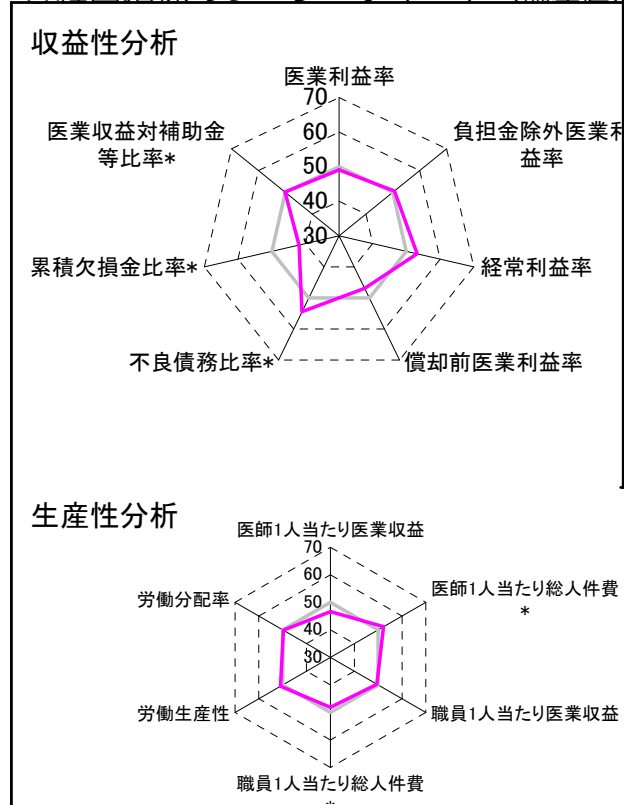 収益性分析
医業利益率
70
60
50
40
30
医業収益対補助金
等比率*
負担金除外医業利
益率
累積欠損金比率*
経常利益率
不良債務比率*
償却前医業利益率
生産性分析
医師1人当たり医業収益
70
60
50
40
30
労働分配率
医師1人当たり総人件費
*
労働生産性
職員1人当たり医業収益
職員1人当たり総人件費
*